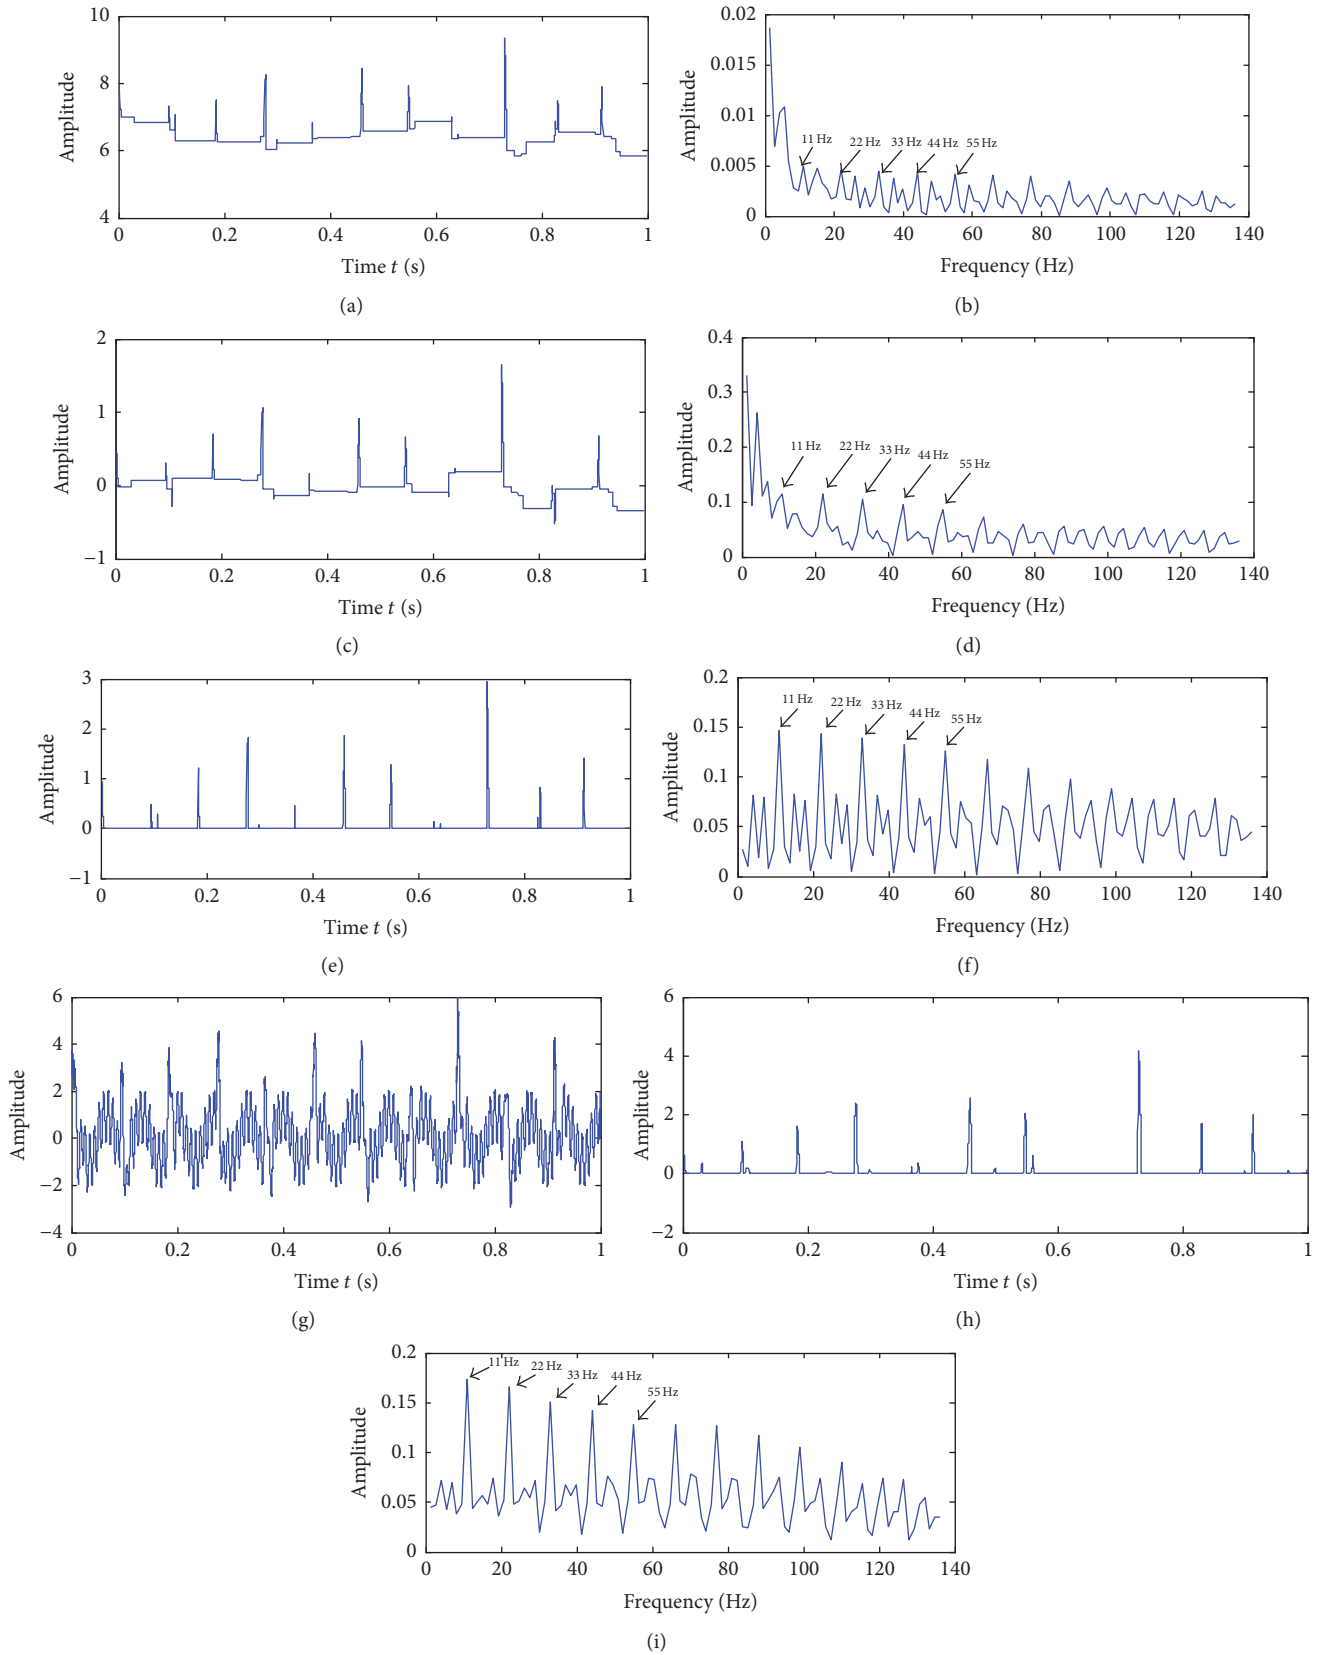 10
8
6
4
Amplitude
0 0.2 0.4 0.6 0.8 1
Time t (s)
(a)
0.02
0.015
0.01
0.005
0
Amplitude
11 Hz 22 Hz 33 Hz 44 Hz 55 Hz
0 20 40 60 80 100 120 140
Frequency (Hz)
(b)
2
1
0
−1
Amplitude
0 0.2 0.4 0.6 0.8 1
Time t (s)
(c)
0.4
0.3
0.2
0.1
0
Amplitude
11 Hz 22 Hz 33 Hz 44 Hz 55 Hz
0 20 40 60 80 100 120 140
Frequency (Hz)
(d)
3
2
1
0
−1
Amplitude
0 0.2 0.4 0.6 0.8 1
Time t (s)
(e)
0.2
0.15
0.1
0.05
0
Amplitude
11 Hz 22 Hz 33 Hz 44 Hz 55 Hz
0 20 40 60 80 100 120 140
Frequency (Hz)
(f)
6
4
2
0
−2
−4
Amplitude
0 0.2 0.4 0.6 0.8 1
Time t (s)
(g)
6
4
2
0
−2
Amplitude
0 0.2 0.4 0.6 0.8 1
Time t (s)
(h)
0.2
0.15
0.1
0.05
0
Amplitude
11 Hz 22 Hz 33 Hz 44 Hz 55 Hz
0 20 40 60 80 100 120 140
Frequency (Hz)
(i)